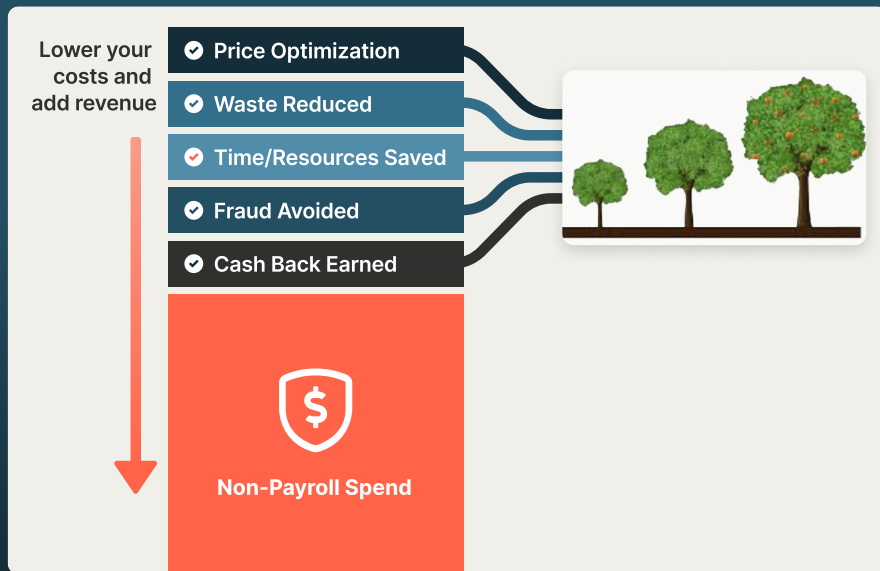 Lower your
costs and
add revenue
Price Optimization
Waste Reduced
Time/Resources Saved
Fraud Avoided
Cash Back Earned
$
Non-Payroll Spend